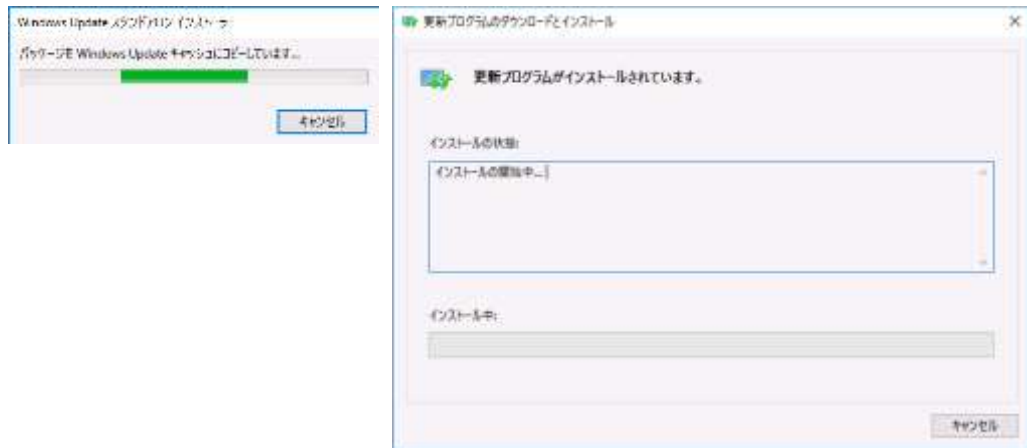 Windows Update スタンドアロン インストーラー
パッケージを Windows Update キャッシュにコピーしています...
キャンセル
更新プログラムのダウンロードとインストール
更新プログラムがインストールされています。
インストールの状態:
インストールの開始中...
インストール中:
キャンセル